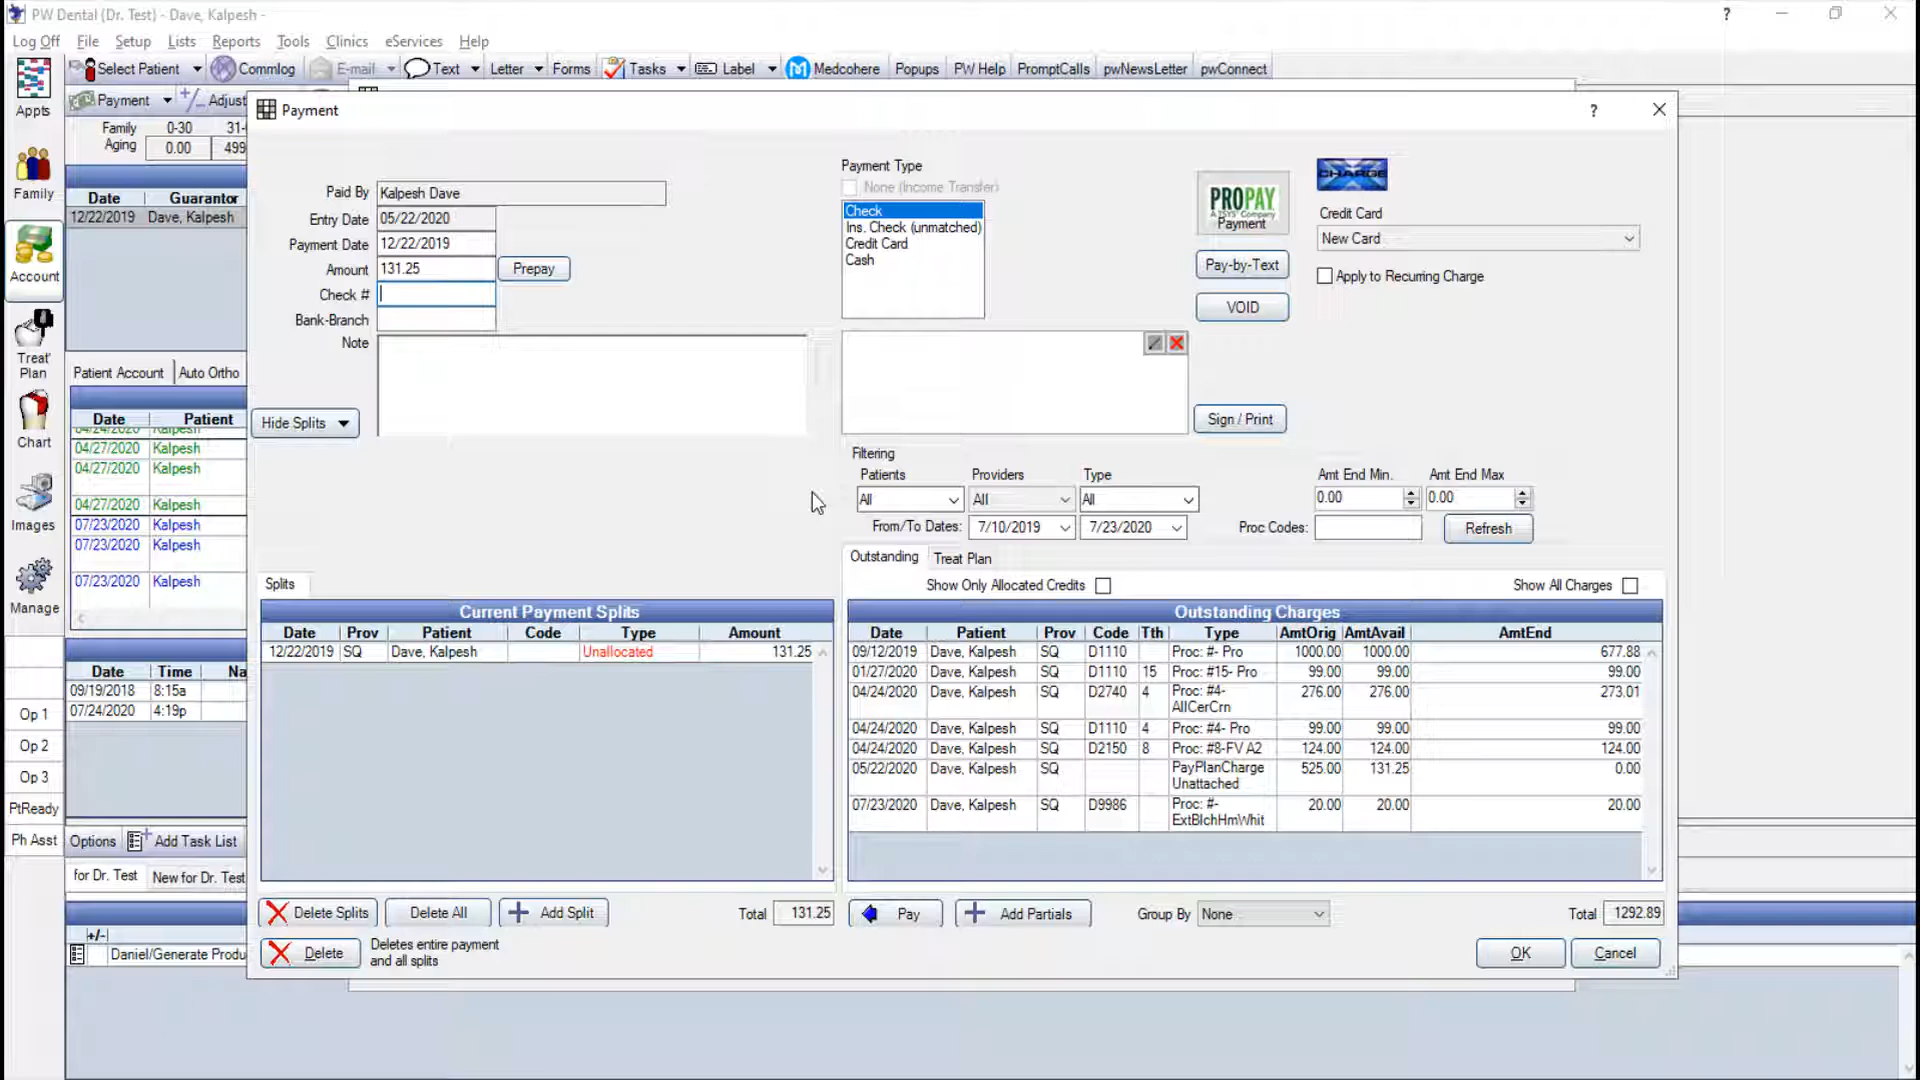 PW Dental (Dr. Test) - Dave, Kalpesh -
Log Off File Setup Lists Reports Tools Clinics eServices Help
Select Patient Commlog E-mail Text Letter Forms Tasks Label Medcohere Popups PW Help PromptCalls pwNewsLetter pwConnect
Appts
Family
Account
Treat' Plan
Chart
Images
Manage
Op 1
Op 2
Op 3
PtReady
Ph Asst
Payment +/- Adjust
Family Aging 0-30
0.00 499
Date Guarantor
12/22/2019 Dave, Kalpesh
Patient Account Auto Ortho
Date Patient
04/24/2020 Kalpesh
04/27/2020 Kalpesh
04/27/2020 Kalpesh
04/27/2020 Kalpesh
07/23/2020 Kalpesh
07/23/2020 Kalpesh
07/23/2020 Kalpesh
Date Time Na
09/19/2018 8:15a
07/24/2020 4:19p
Options Add Task List
for Dr. Test New for Dr. Test
+/-
Daniel/Generate Produ
Payment
Paid By Kalpesh Dave
Entry Date 05/22/2020
Payment Date 12/22/2019
Amount 131.25 Prepay
Check #
Bank-Branch
Note
Hide Splits
Payment Type
None (Income Transfer)
Check
Ins. Check (unmatched)
Credit Card
Cash
PROPAY
A TSYS Company
Payment
Pay-by-Text
VOID
CHARGE
Credit Card
New Card
Apply to Recurring Charge
Sign / Print
Filtering
Patients Providers Type Amt End Min. Amt End Max
All All All 0.00 0.00
From/To Dates: 7/10/2019 7/23/2020 Proc Codes: Refresh
Outstanding Treat Plan
Show Only Allocated Credits Show All Charges
Splits
Current Payment Splits
Date Prov Patient Code Type Amount
12/22/2019 SQ Dave, Kalpesh Unallocated 131.25
Outstanding Charges
Date Patient Prov Code Tth Type AmtOrig AmtAvail AmtEnd
09/12/2019 Dave, Kalpesh SQ D1110 Proc: #- Pro 1000.00 1000.00 677.88
01/27/2020 Dave, Kalpesh SQ D1110 15 Proc: #15- Pro 99.00 99.00 99.00
04/24/2020 Dave, Kalpesh SQ D2740 4 Proc: #4- 276.00 276.00 273.01
AllCerCrn
04/24/2020 Dave, Kalpesh SQ D1110 4 Proc: #4- Pro 99.00 99.00 99.00
04/24/2020 Dave, Kalpesh SQ D2150 8 Proc: #8-FV A2 124.00 124.00 124.00
05/22/2020 Dave, Kalpesh SQ PayPlanCharge 525.00 131.25 0.00
Unattached
07/23/2020 Dave, Kalpesh SQ D9986 Proc: #- 20.00 20.00 20.00
ExtBlchHmWhit
Delete Splits Delete All Add Split Total 131.25
Pay Add Partials Group By None Total 1292.89
Delete Deletes entire payment
and all splits
OK Cancel